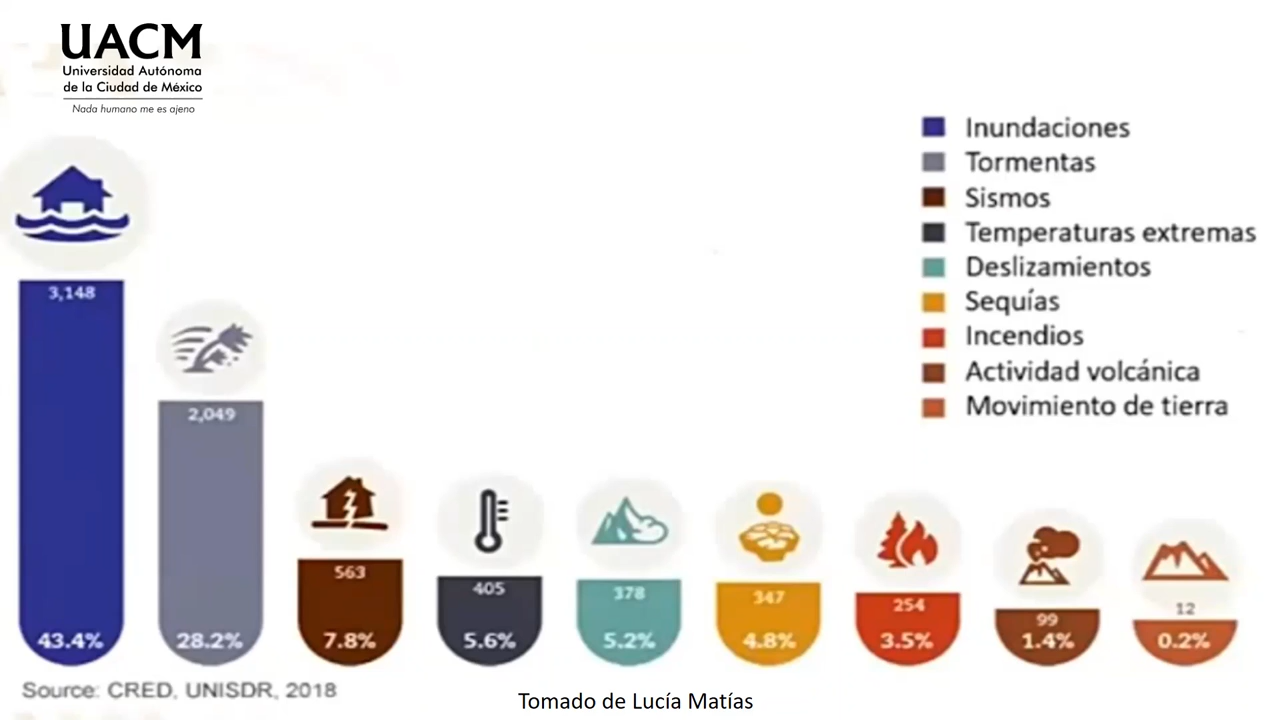 UACM
Universidad Autónoma
de la Ciudad de México
Nada humano me es ajeno
Inundaciones
Tormentas
Sismos
Temperaturas extremas
Deslizamientos
Sequías
Incendios
Actividad volcánica
Movimiento de tierra
3,148
2,049
563
405
378
347
254
99
12
43.4%
28.2%
7.8%
5.6%
5.2%
4.8%
3.5%
1.4%
0.2%
Source: CRED, UNISDR, 2018
Tomado de Lucía Matías